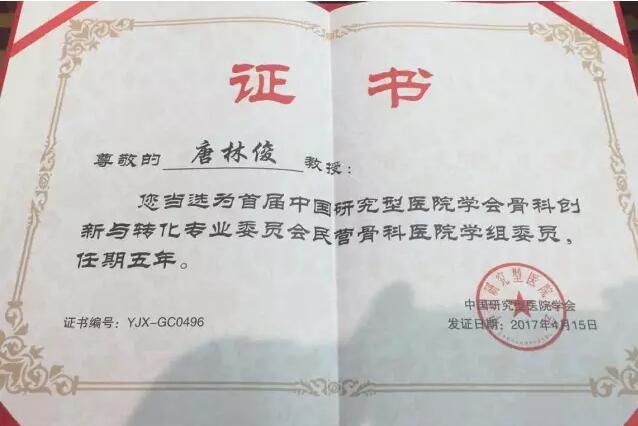 证 书
尊敬的 唐林俊 教授：
您当选为首届中国研究型医院学会骨科创
新与转化专业委员会民营骨科医院学组委员，
任期五年。
中国研究型医院学会
证书编号：YJX-GC0496
发证日期：2017年4月15日